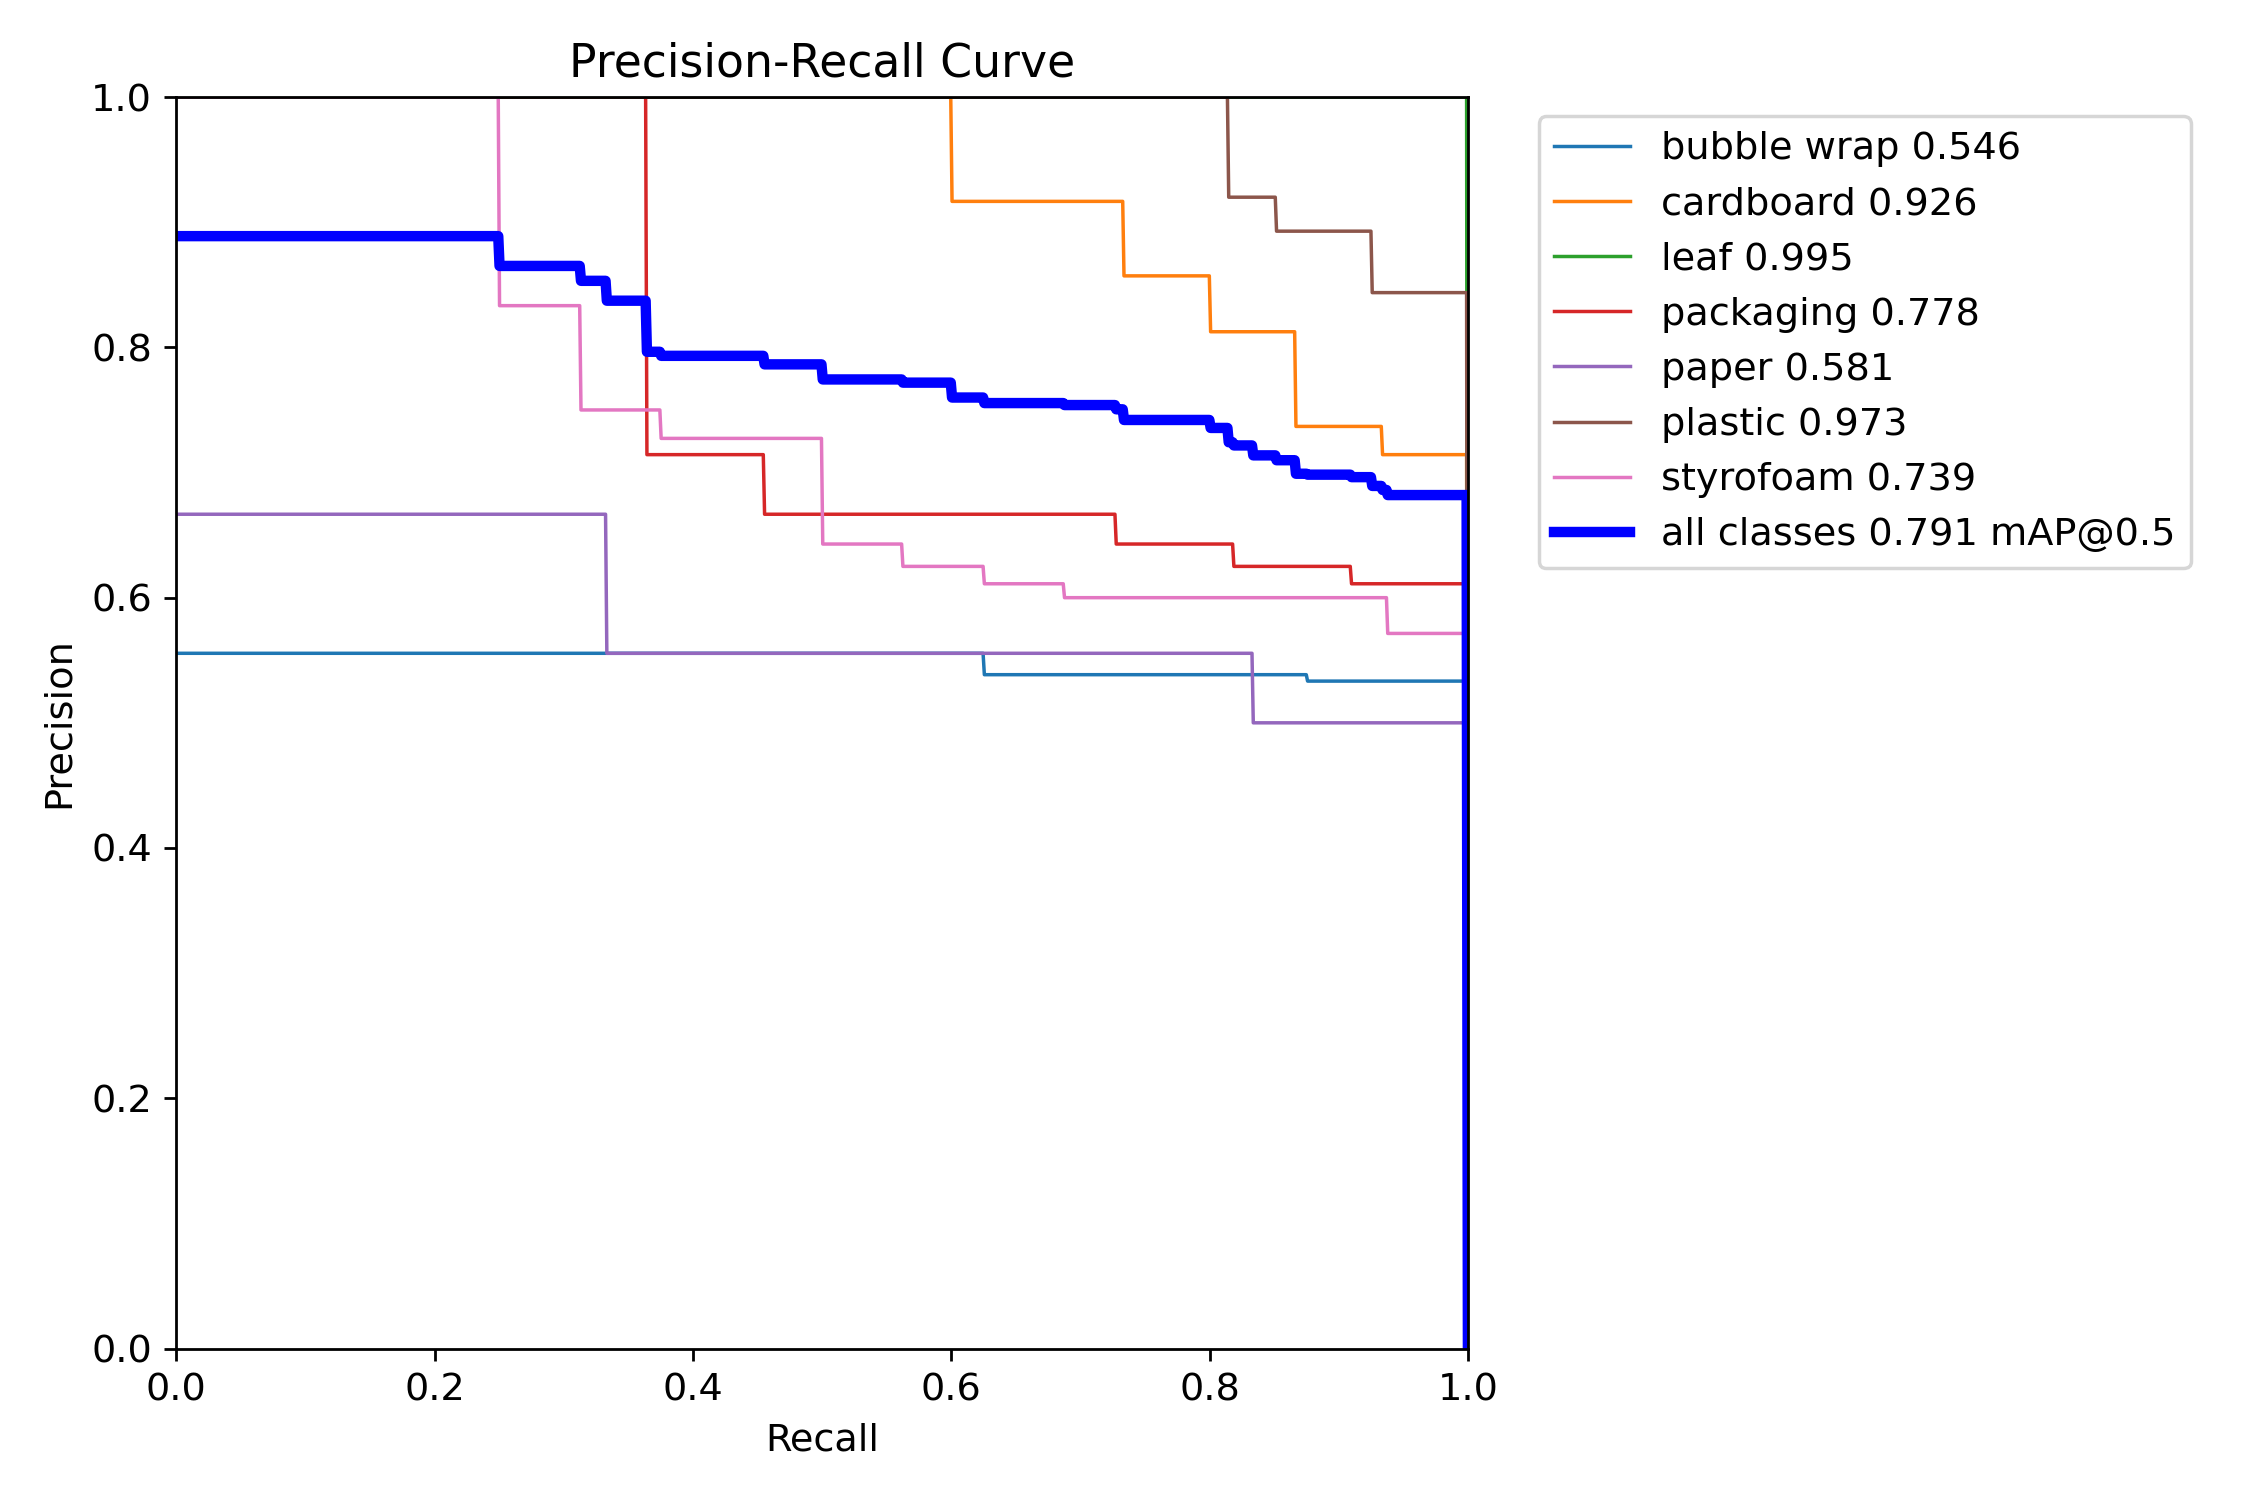 Precision-Recall Curve
1.0
0.8
0.6
0.4
0.2
0.0
Precision
0.0 0.2 0.4 0.6 0.8 1.0
Recall
bubble wrap 0.546
cardboard 0.926
leaf 0.995
packaging 0.778
paper 0.581
plastic 0.973
styrofoam 0.739
all classes 0.791 mAP@0.5